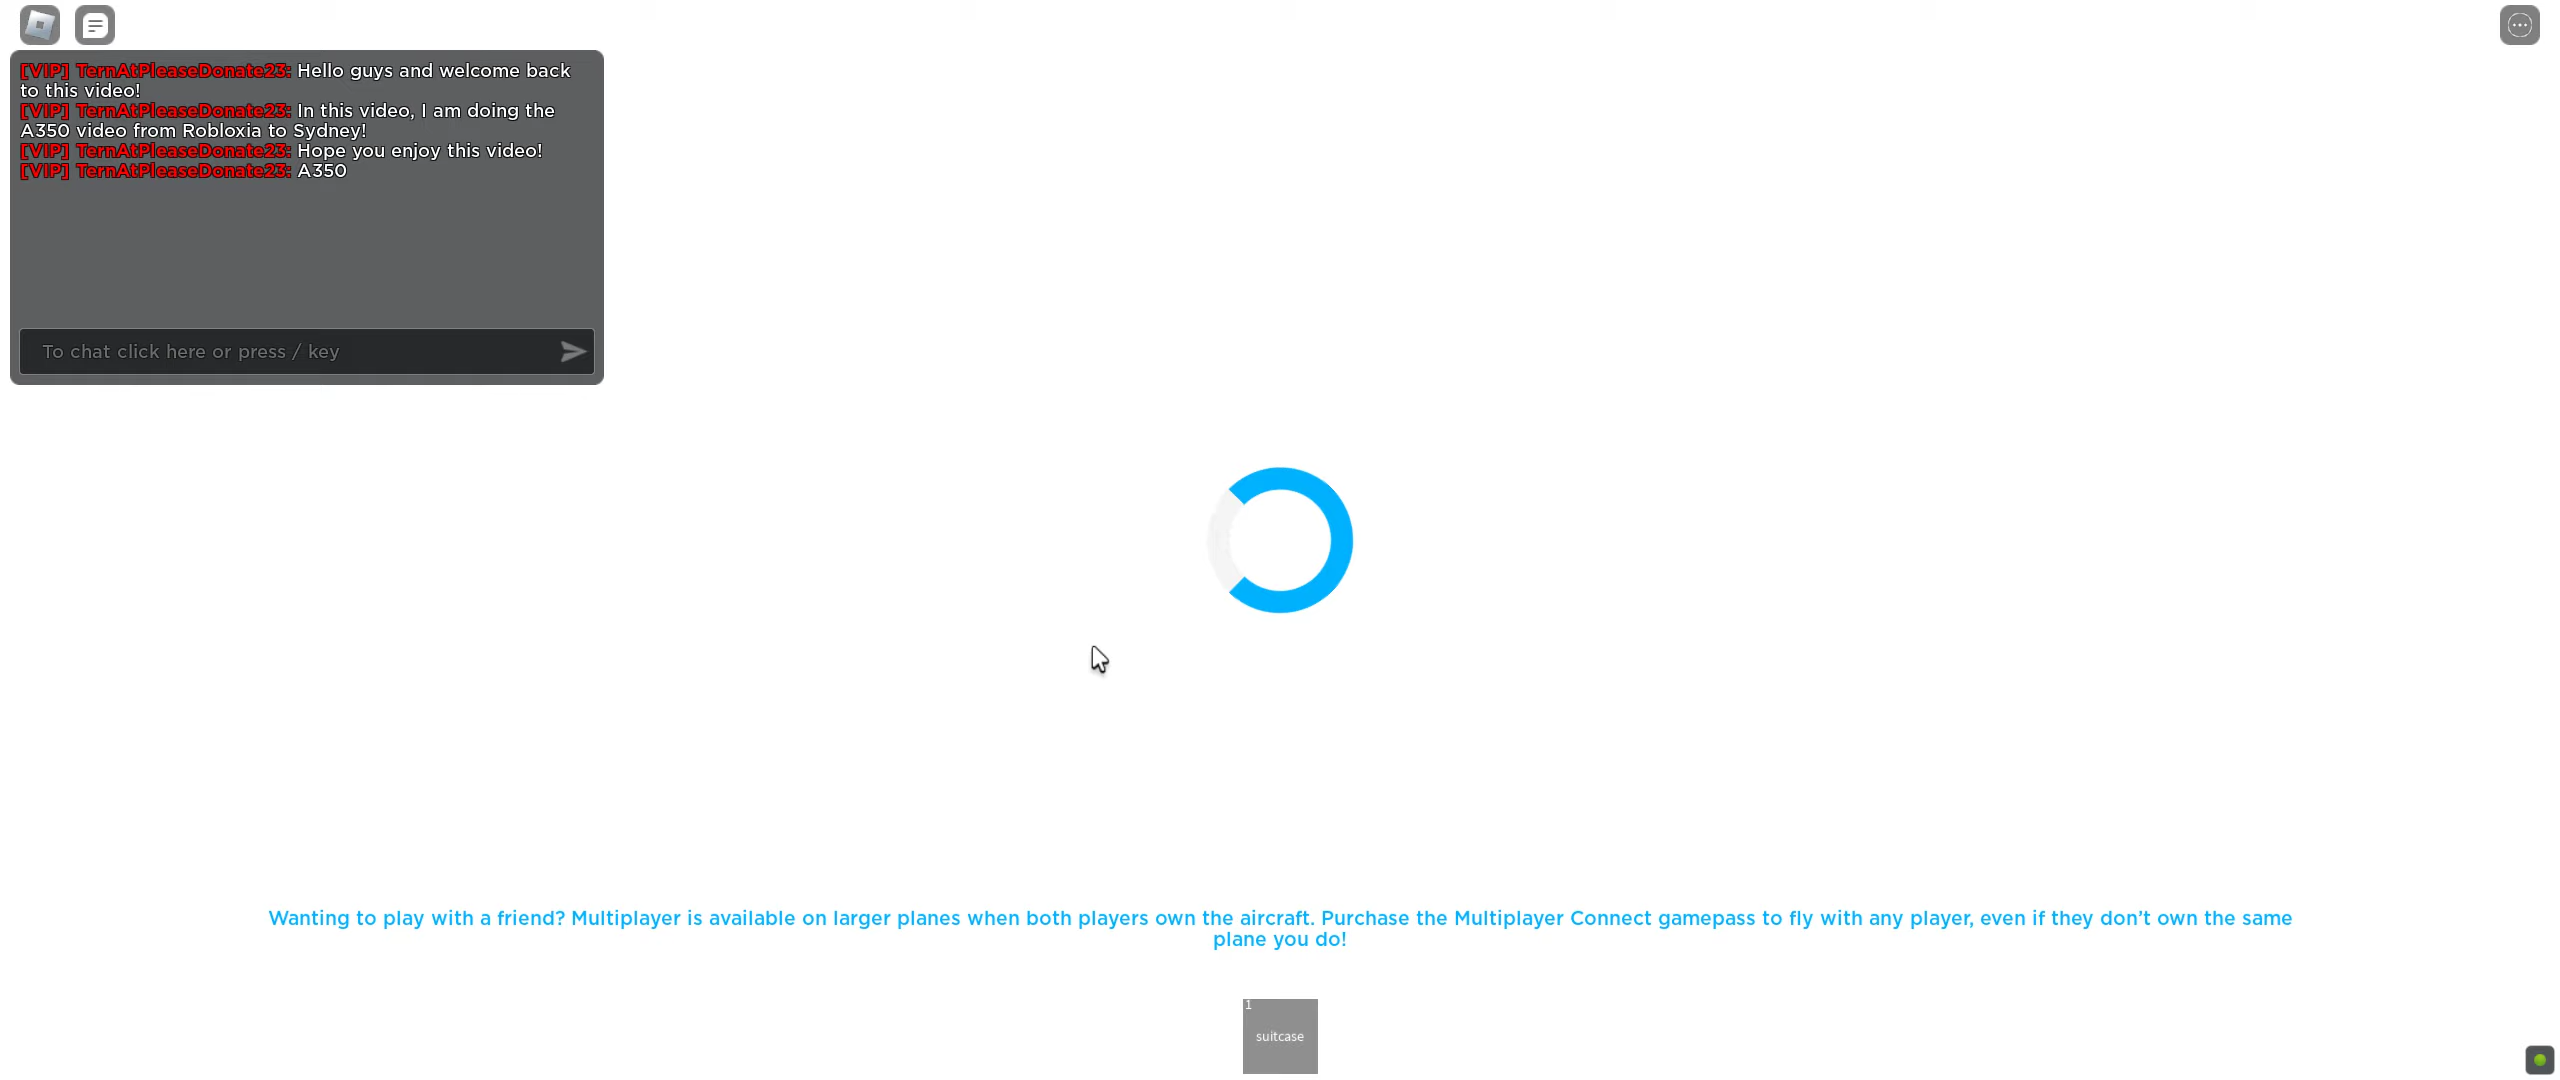 [VIP] TernAtPleaseDonate23: Hello guys and welcome back
to this video!
[VIP] TernAtPleaseDonate23: In this video, I am doing the
A350 video from Robloxia to Sydney!
[VIP] TernAtPleaseDonate23: Hope you enjoy this video!
[VIP] TernAtPleaseDonate23: A350
To chat click here or press / key
Wanting to play with a friend? Multiplayer is available on larger planes when both players own the aircraft. Purchase the Multiplayer Connect gamepass to fly with any player, even if they don’t own the same
plane you do!
1
suitcase